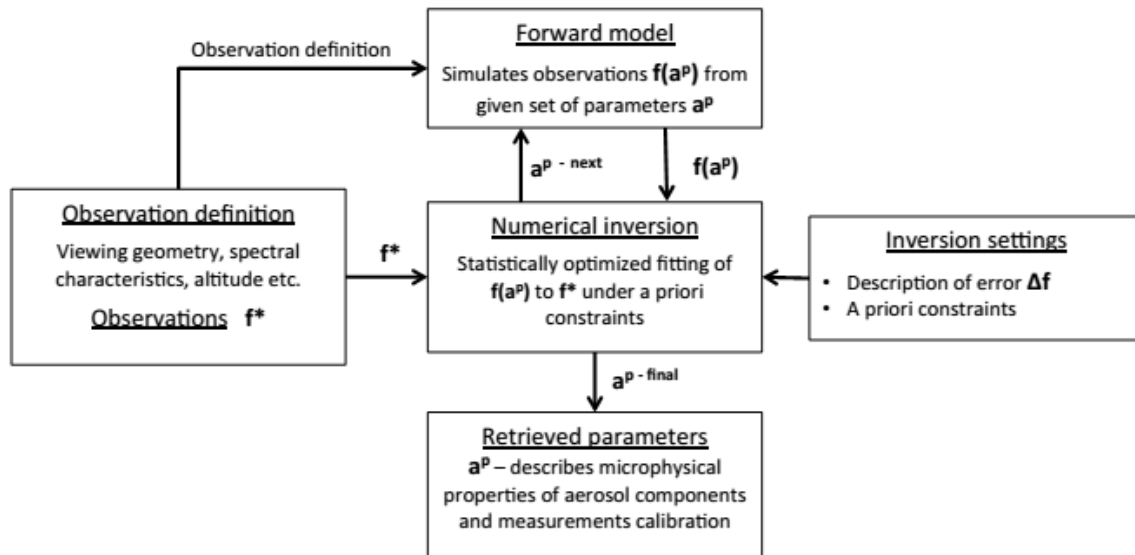 Forward model
Observation definition
Simulates observations f(aᵖ) from
given set of parameters aᵖ
aᵖ ⁻ ⁿᵉˣᵗ
f(aᵖ)
Observation definition
Viewing geometry, spectral
characteristics, altitude etc.
Observations f*
f*
Numerical inversion
Statistically optimized fitting of
f(aᵖ) to f* under a priori
constraints
Inversion settings
• Description of error Δf
• A priori constraints
aᵖ ⁻ ᶠⁱⁿᵃˡ
Retrieved parameters
aᵖ – describes microphysical
properties of aerosol components
and measurements calibration